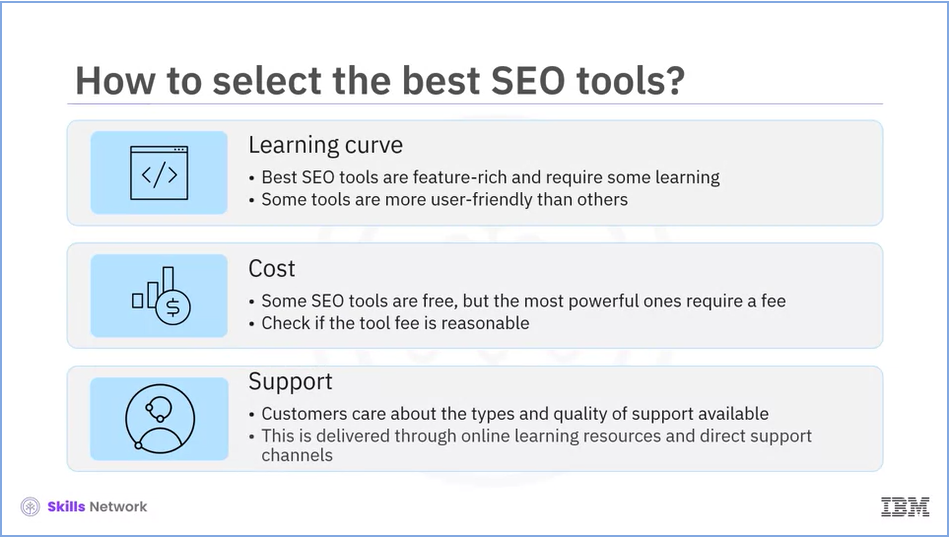 How to select the best SEO tools?
</>
Learning curve
• Best SEO tools are feature-rich and require some learning
• Some tools are more user-friendly than others
$
Cost
• Some SEO tools are free, but the most powerful ones require a fee
• Check if the tool fee is reasonable
Support
• Customers care about the types and quality of support available
• This is delivered through online learning resources and direct support
channels
Skills Network
IBM